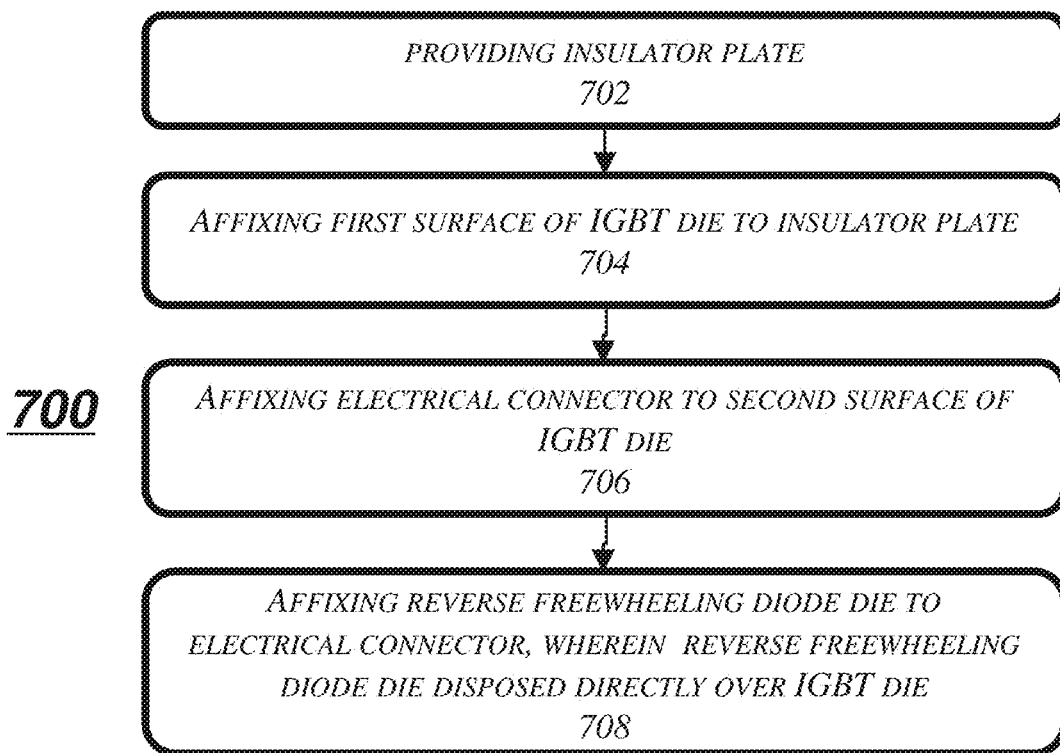 PROVIDING INSULATOR PLATE
702
AFFIXING FIRST SURFACE OF IGBT DIE TO INSULATOR PLATE
704
700
AFFIXING ELECTRICAL CONNECTOR TO SECOND SURFACE OF
IGBT DIE
706
AFFIXING REVERSE FREEWHEELING DIODE DIE TO
ELECTRICAL CONNECTOR, WHEREIN REVERSE FREEWHEELING
DIODE DIE DISPOSED DIRECTLY OVER IGBT DIE
708